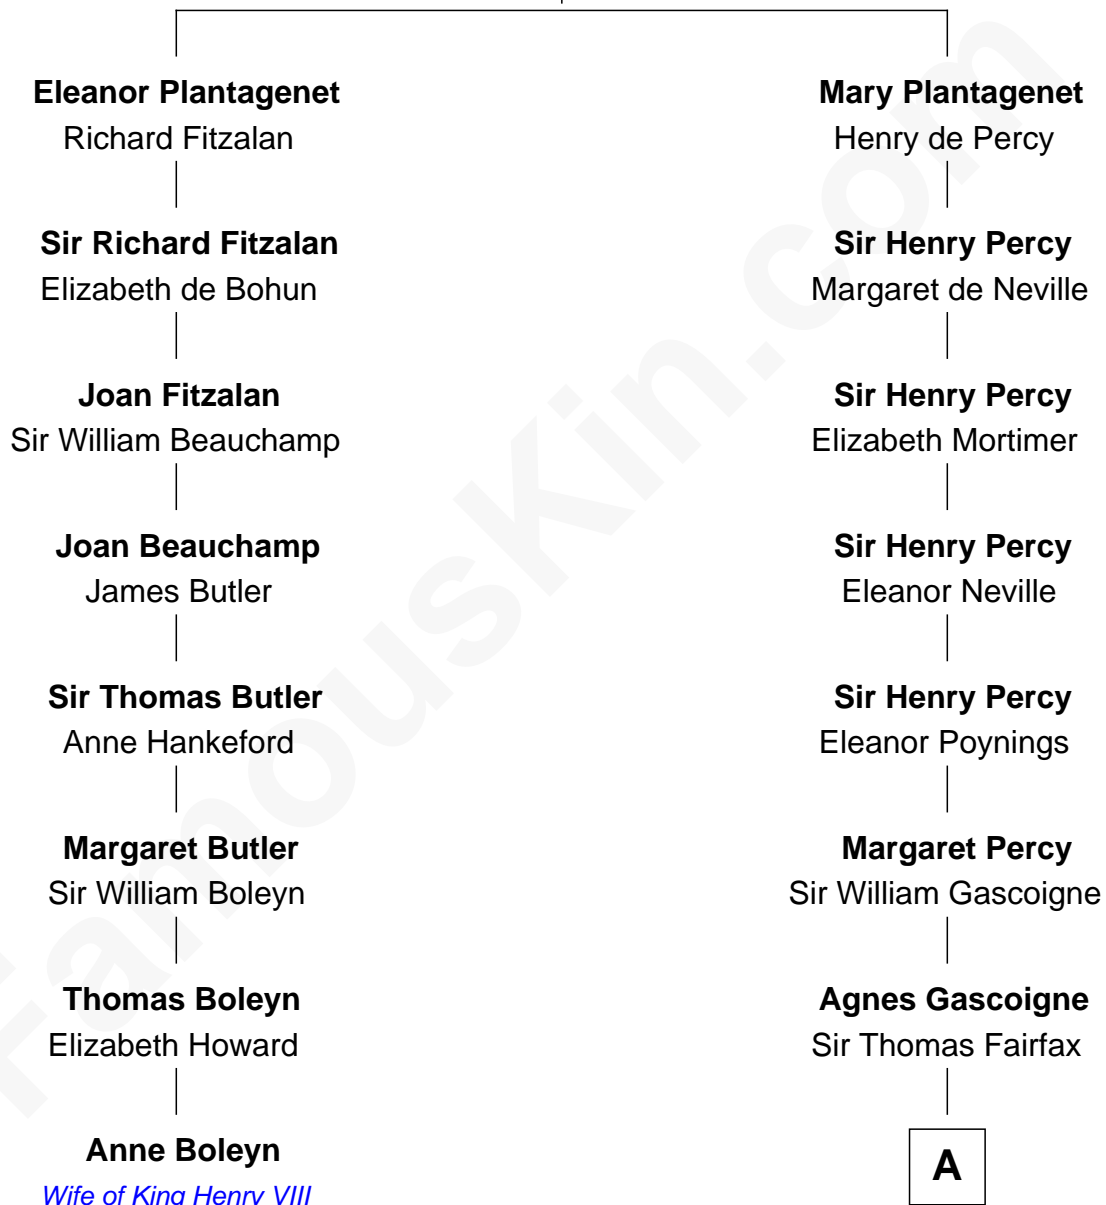 Eleanor Plantagenet
Richard Fitzalan
Sir Richard Fitzalan
Elizabeth de Bohun
Joan Fitzalan
Sir William Beauchamp
Joan Beauchamp
James Butler
Sir Thomas Butler
Anne Hankeford
Margaret Butler
Sir William Boleyn
Thomas Boleyn
Elizabeth Howard
Anne Boleyn
Wife of King Henry VIII
Mary Plantagenet
Henry de Percy
Sir Henry Percy
Margaret de Neville
Sir Henry Percy
Elizabeth Mortimer
Sir Henry Percy
Eleanor Neville
Sir Henry Percy
Eleanor Poynings
Margaret Percy
Sir William Gascoigne
Agnes Gascoigne
Sir Thomas Fairfax
A
FamousKin.com